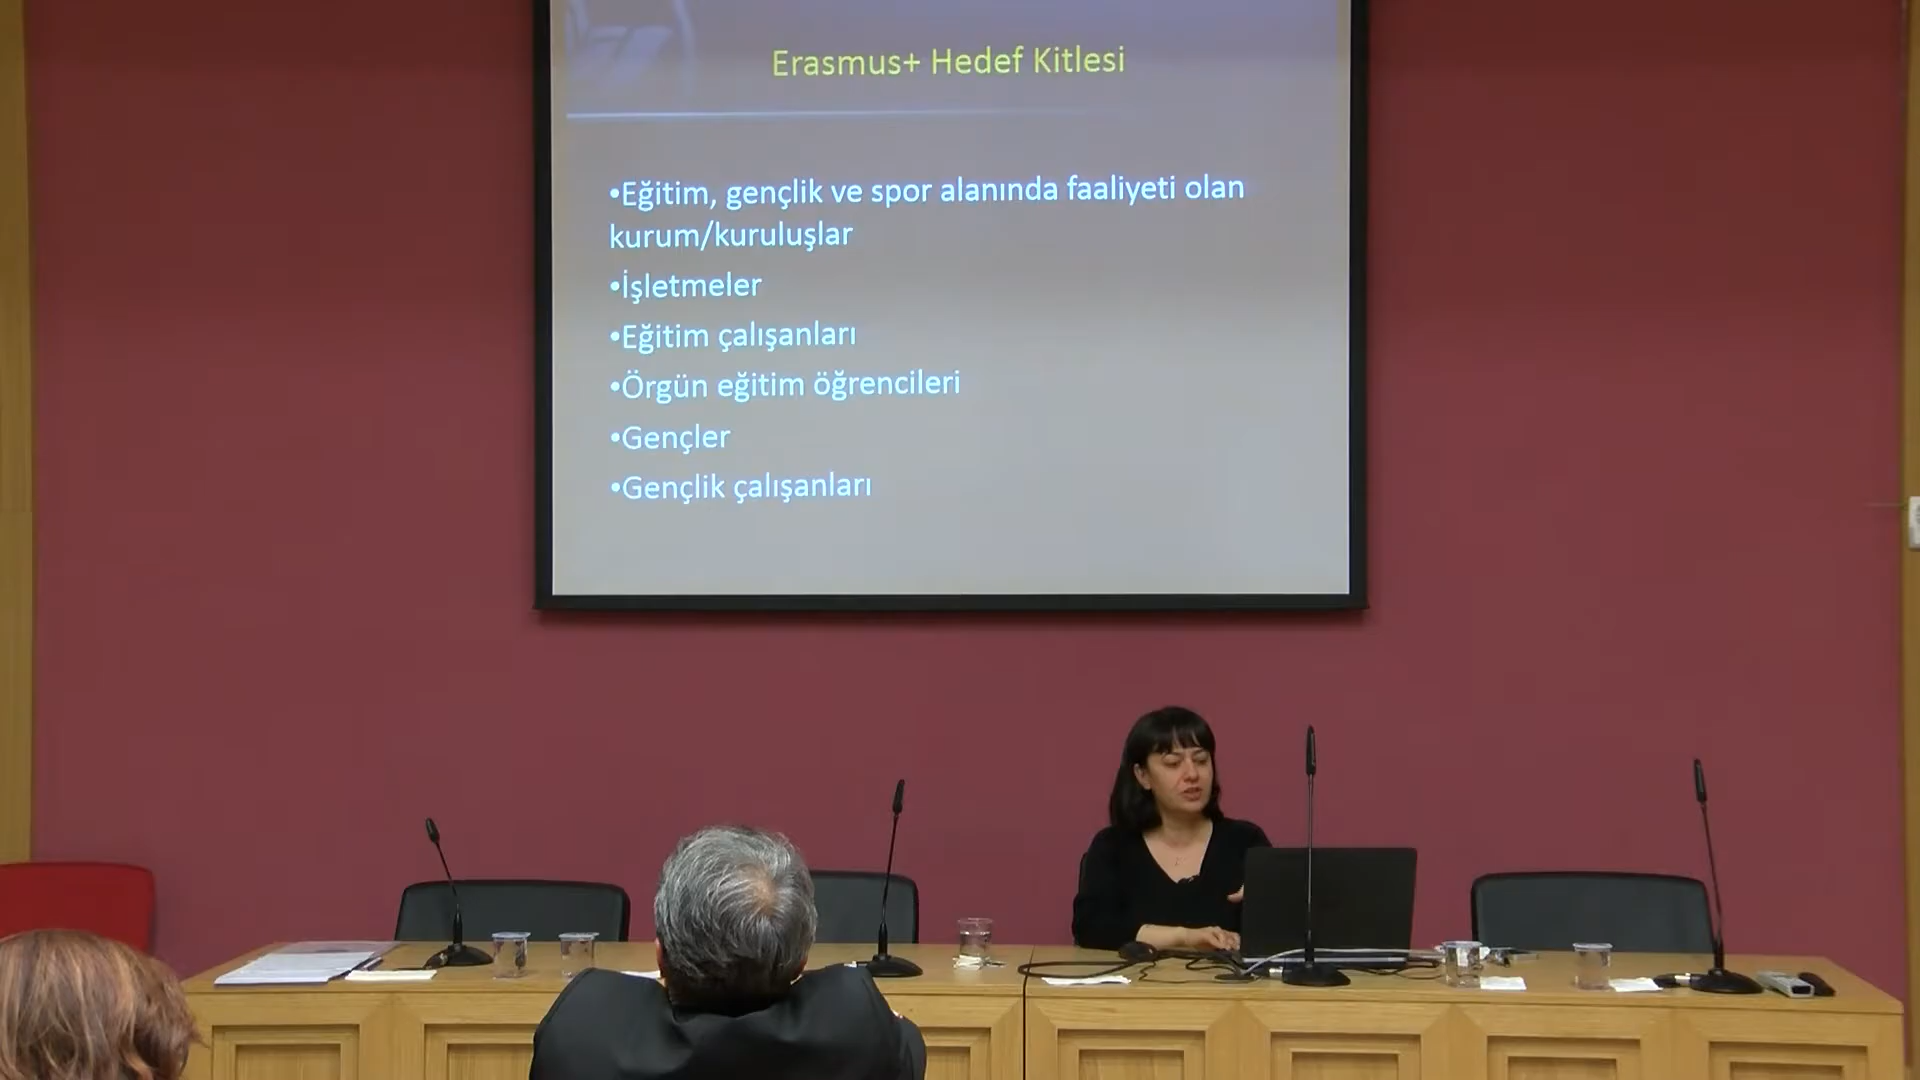 Erasmus+ Hedef Kitlesi
•Eğitim, gençlik ve spor alanında faaliyeti olan
kurum/kuruluşlar
•İşletmeler
•Eğitim çalışanları
•Örgün eğitim öğrencileri
•Gençler
•Gençlik çalışanları